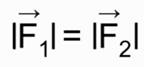 |F⃗₁| = |F⃗₂|